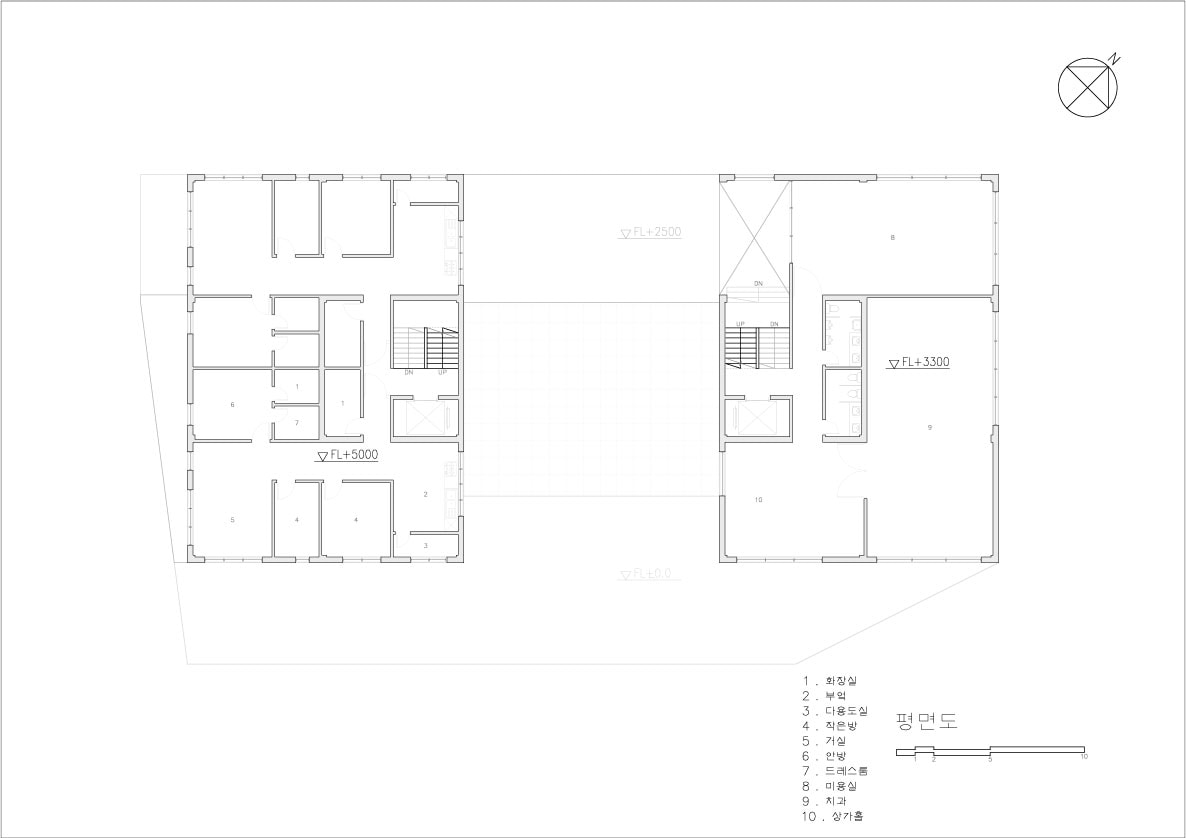 N
FL+2500
8
DN
UP DN
FL+3300
DN UP
1
6
1
7
9
FL+5000
2
10
5
4
4
3
FL±0.0
1 . 화장실
2 . 부엌
3 . 다용도실
4 . 작은방
5 . 거실
6 . 안방
7 . 드레스룸
8 . 미용실
9 . 치과
10 . 상가홀
평면도
1 2 5 10